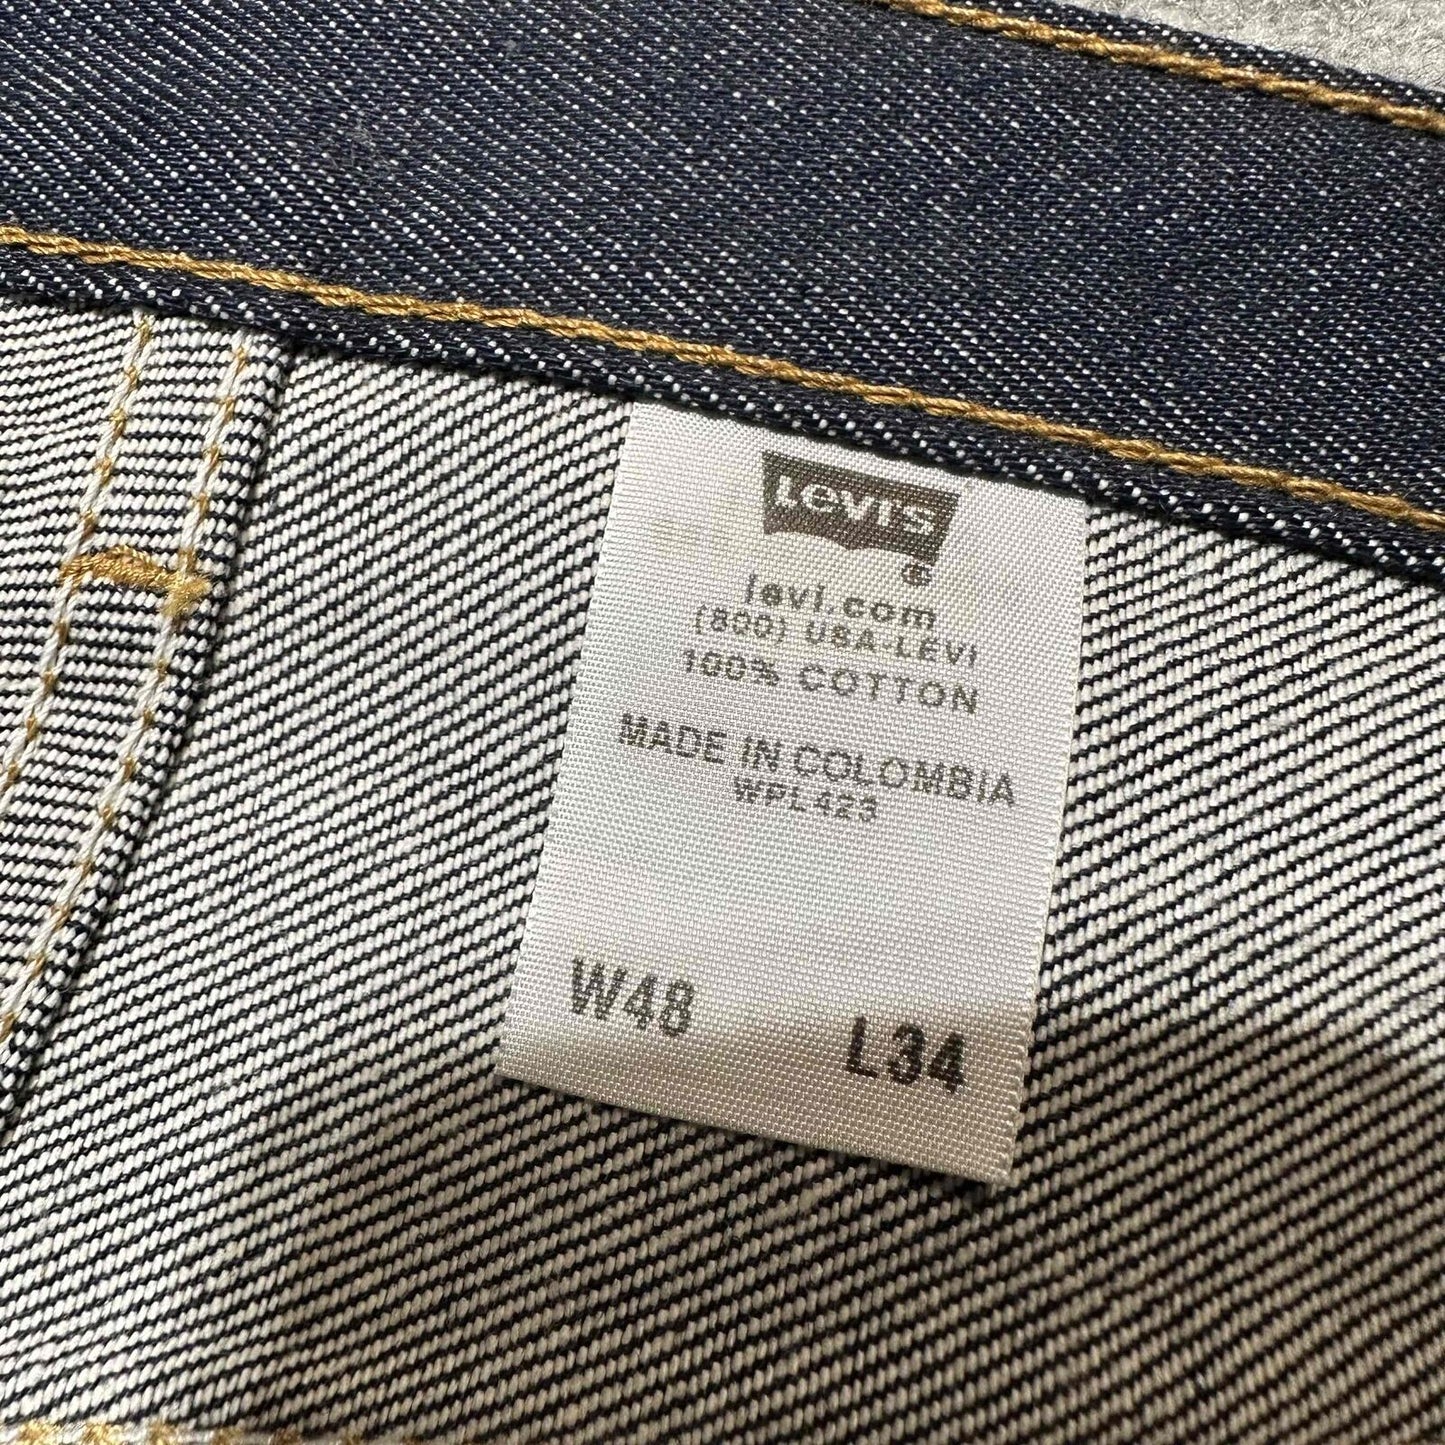 Levi's
®
levi.com
(800) USA-LEVI
100% COTTON
MADE IN COLOMBIA
WPL423
W48 L34